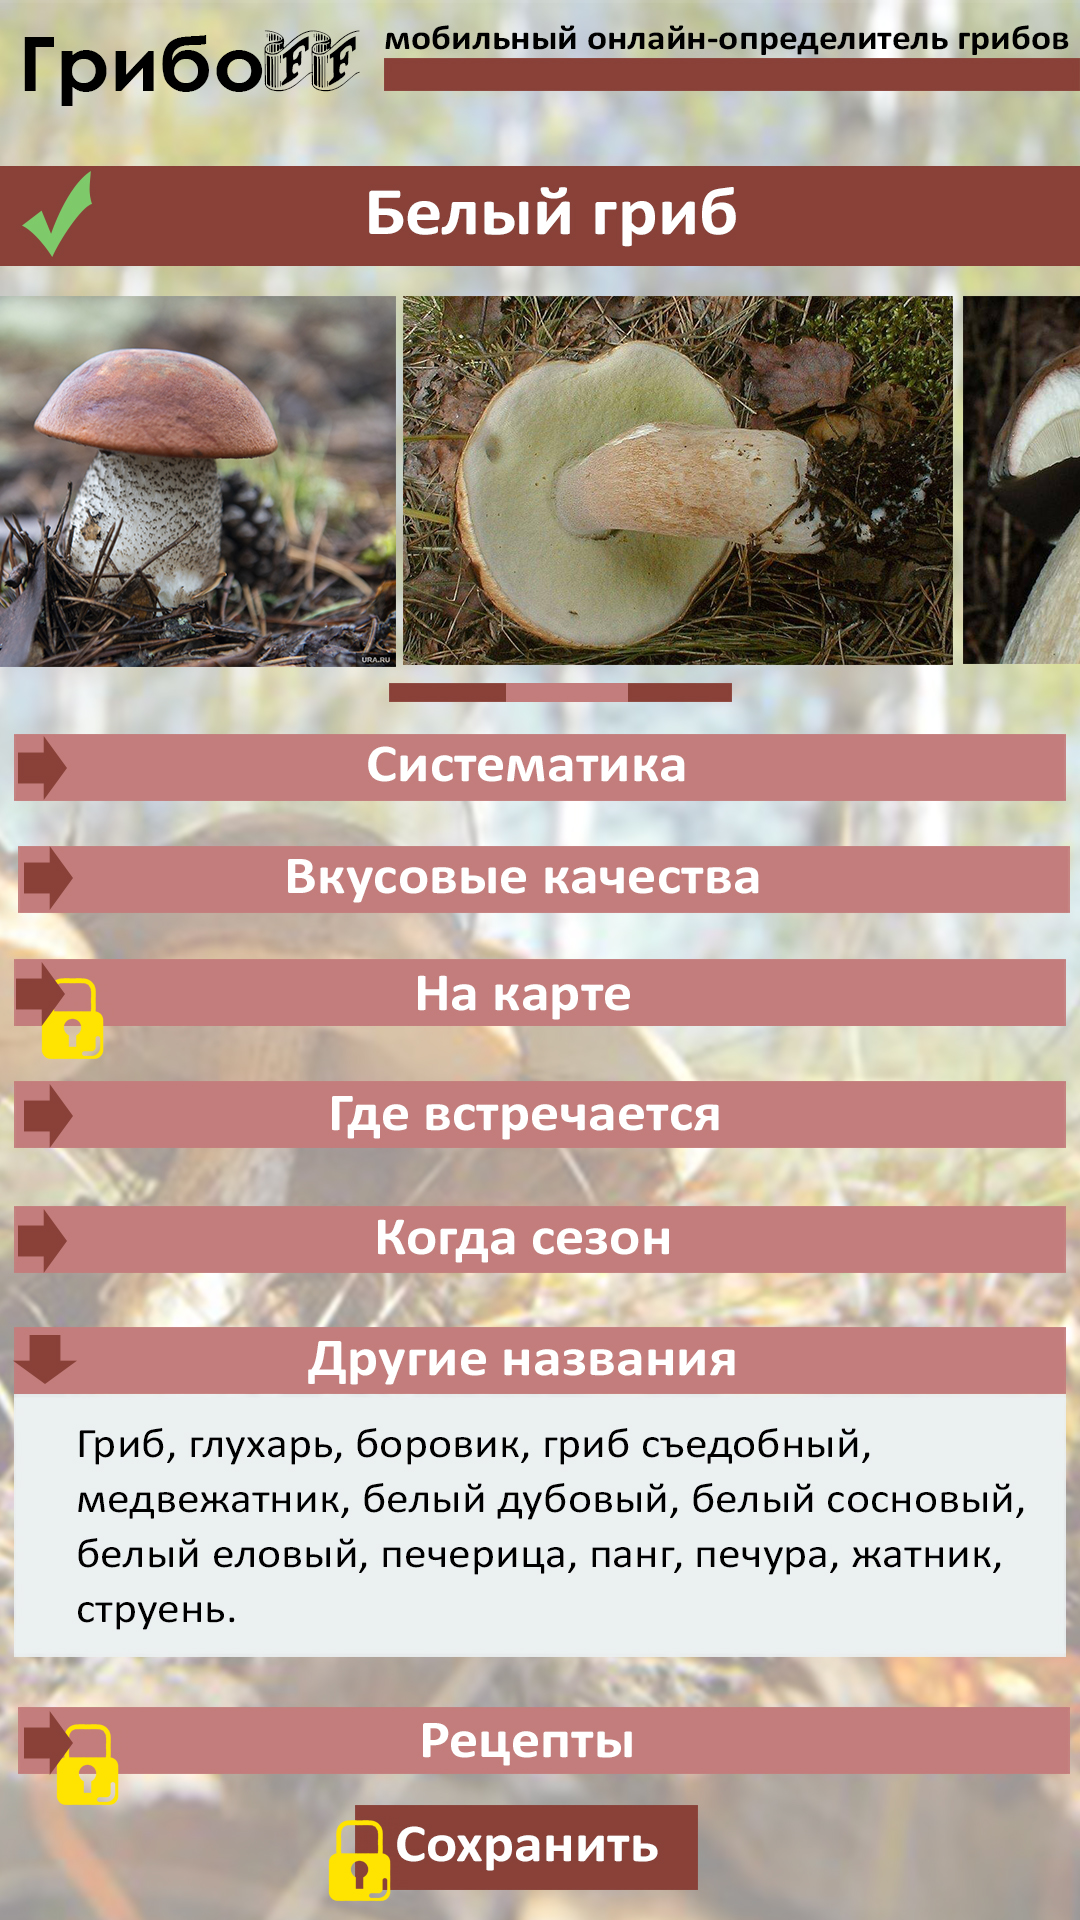 Грибоff
мобильный онлайн-определитель грибов
Белый гриб
URA.RU
Систематика
Вкусовые качества
На карте
Где встречается
Когда сезон
Другие названия
Гриб, глухарь, боровик, гриб съедобный,
медвежатник, белый дубовый, белый сосновый,
белый еловый, печерица, панг, печура, жатник,
струень.
Рецепты
Сохранить